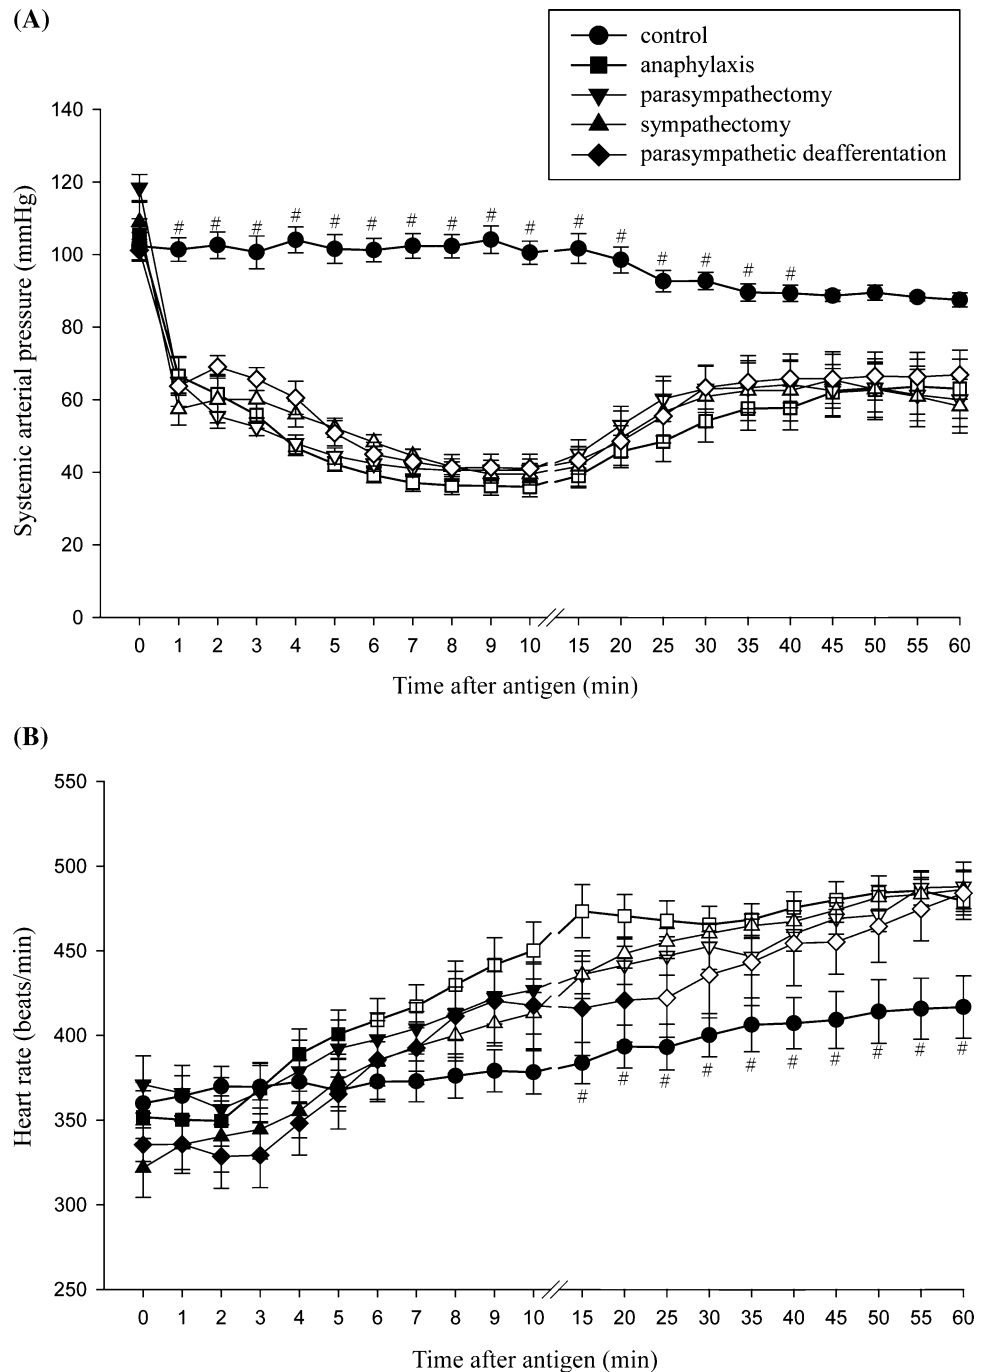 (A)
control
anaphylaxis
parasympathectomy
sympathectomy
parasympathetic deafferentation
140
120
100
80
60
40
20
0
Systemic arterial pressure (mmHg)
# # # # # # # # # # # # # # # #
0 1 2 3 4 5 6 7 8 9 10 15 20 25 30 35 40 45 50 55 60
Time after antigen (min)
(B)
550
500
450
400
350
300
250
Heart rate (beats/min)
# # # # # # # # # #
0 1 2 3 4 5 6 7 8 9 10 15 20 25 30 35 40 45 50 55 60
Time after antigen (min)